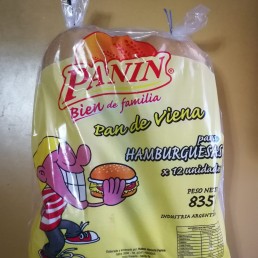 PANIN®
Bien de familia
Pan de Viena
para
HAMBURGUESAS
x 12 unidades
PESO NETO
835
INDUSTRIA ARGENTINA